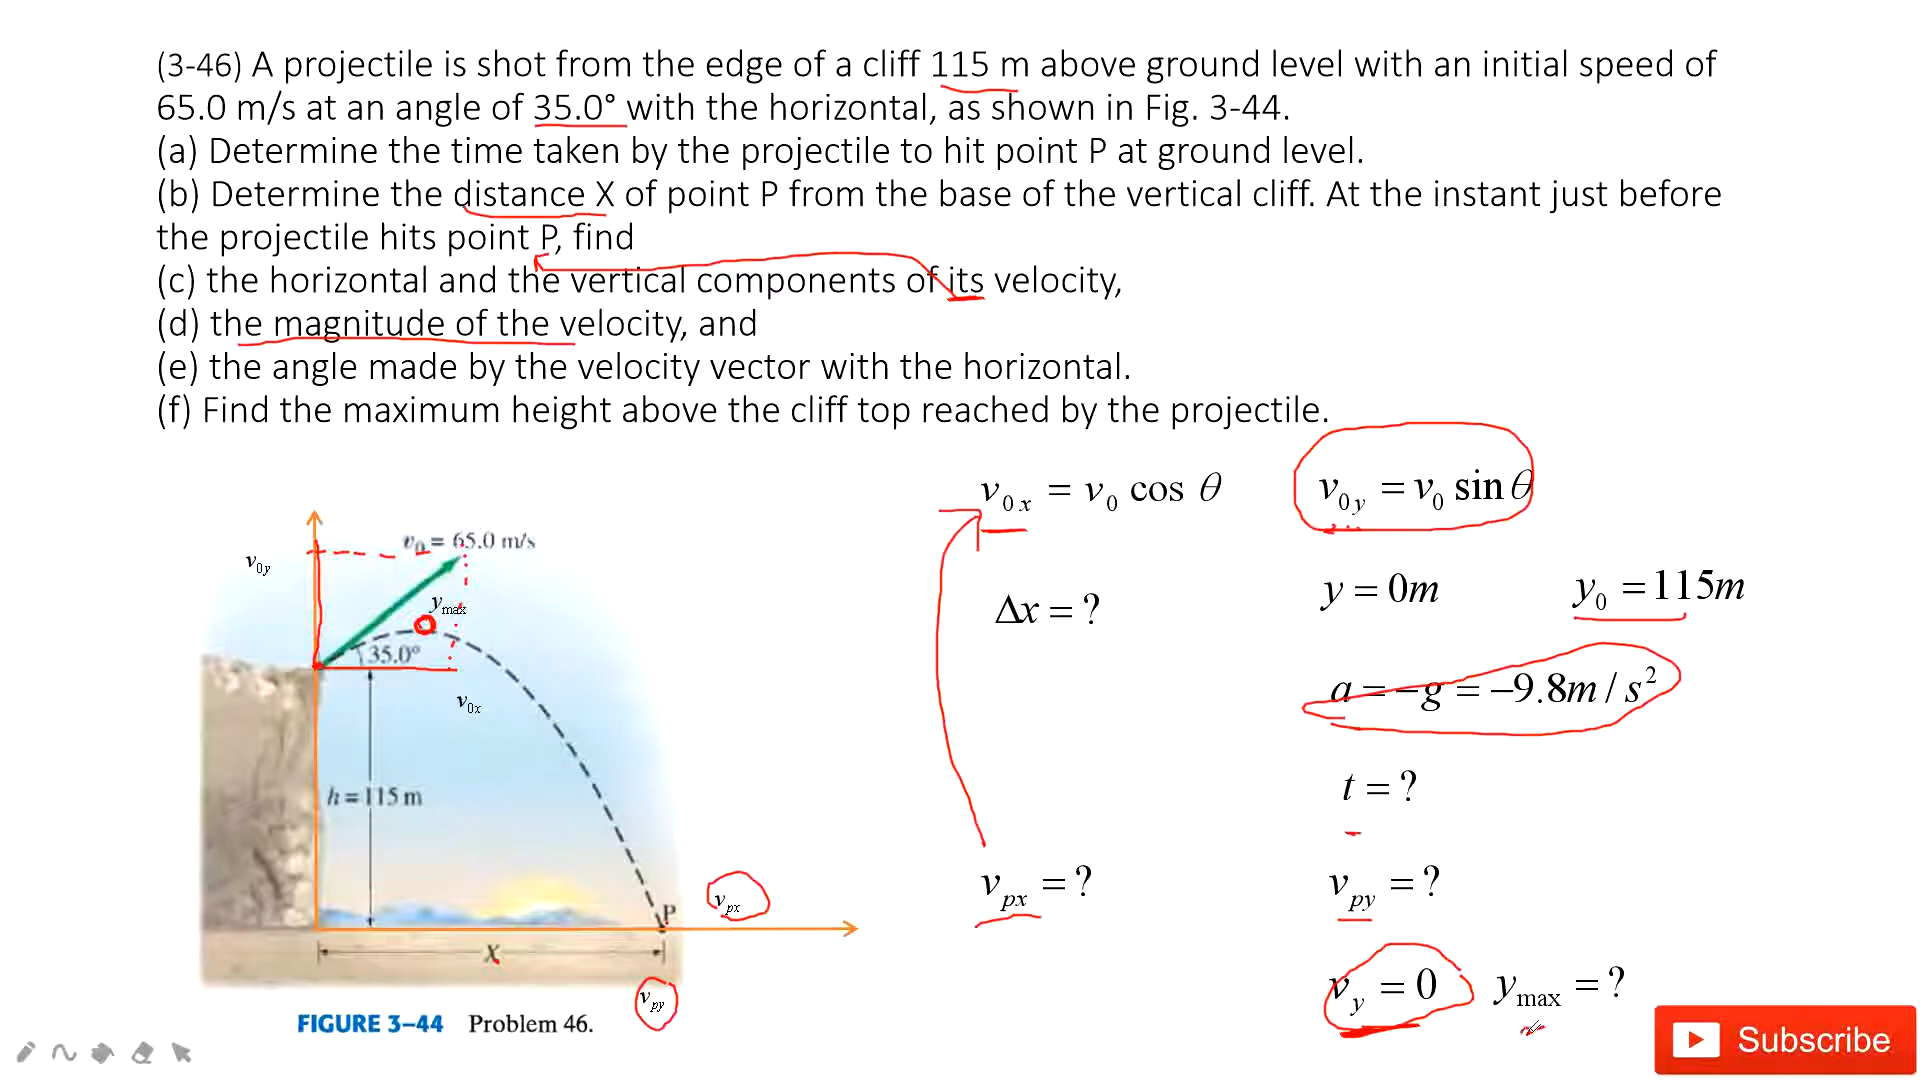 (3-46) A projectile is shot from the edge of a cliff 115 m above ground level with an initial speed of
65.0 m/s at an angle of 35.0° with the horizontal, as shown in Fig. 3-44.
(a) Determine the time taken by the projectile to hit point P at ground level.
(b) Determine the distance X of point P from the base of the vertical cliff. At the instant just before
the projectile hits point P, find
(c) the horizontal and the vertical components of its velocity,
(d) the magnitude of the velocity, and
(e) the angle made by the velocity vector with the horizontal.
(f) Find the maximum height above the cliff top reached by the projectile.
v₀ₓ = v₀ cos θ
v₀y = v₀ sin θ
Δx = ?
y = 0m
y₀ = 115m
a = −g = −9.8m / s²
t = ?
vₚₓ = ?
vₚy = ?
vy = 0
ymax = ?
v₀y
v₀ = 65.0 m/s
ymax
35.0°
v₀ₓ
h = 115 m
P
vₚₓ
X
vₚy
FIGURE 3–44 Problem 46.
Subscribe